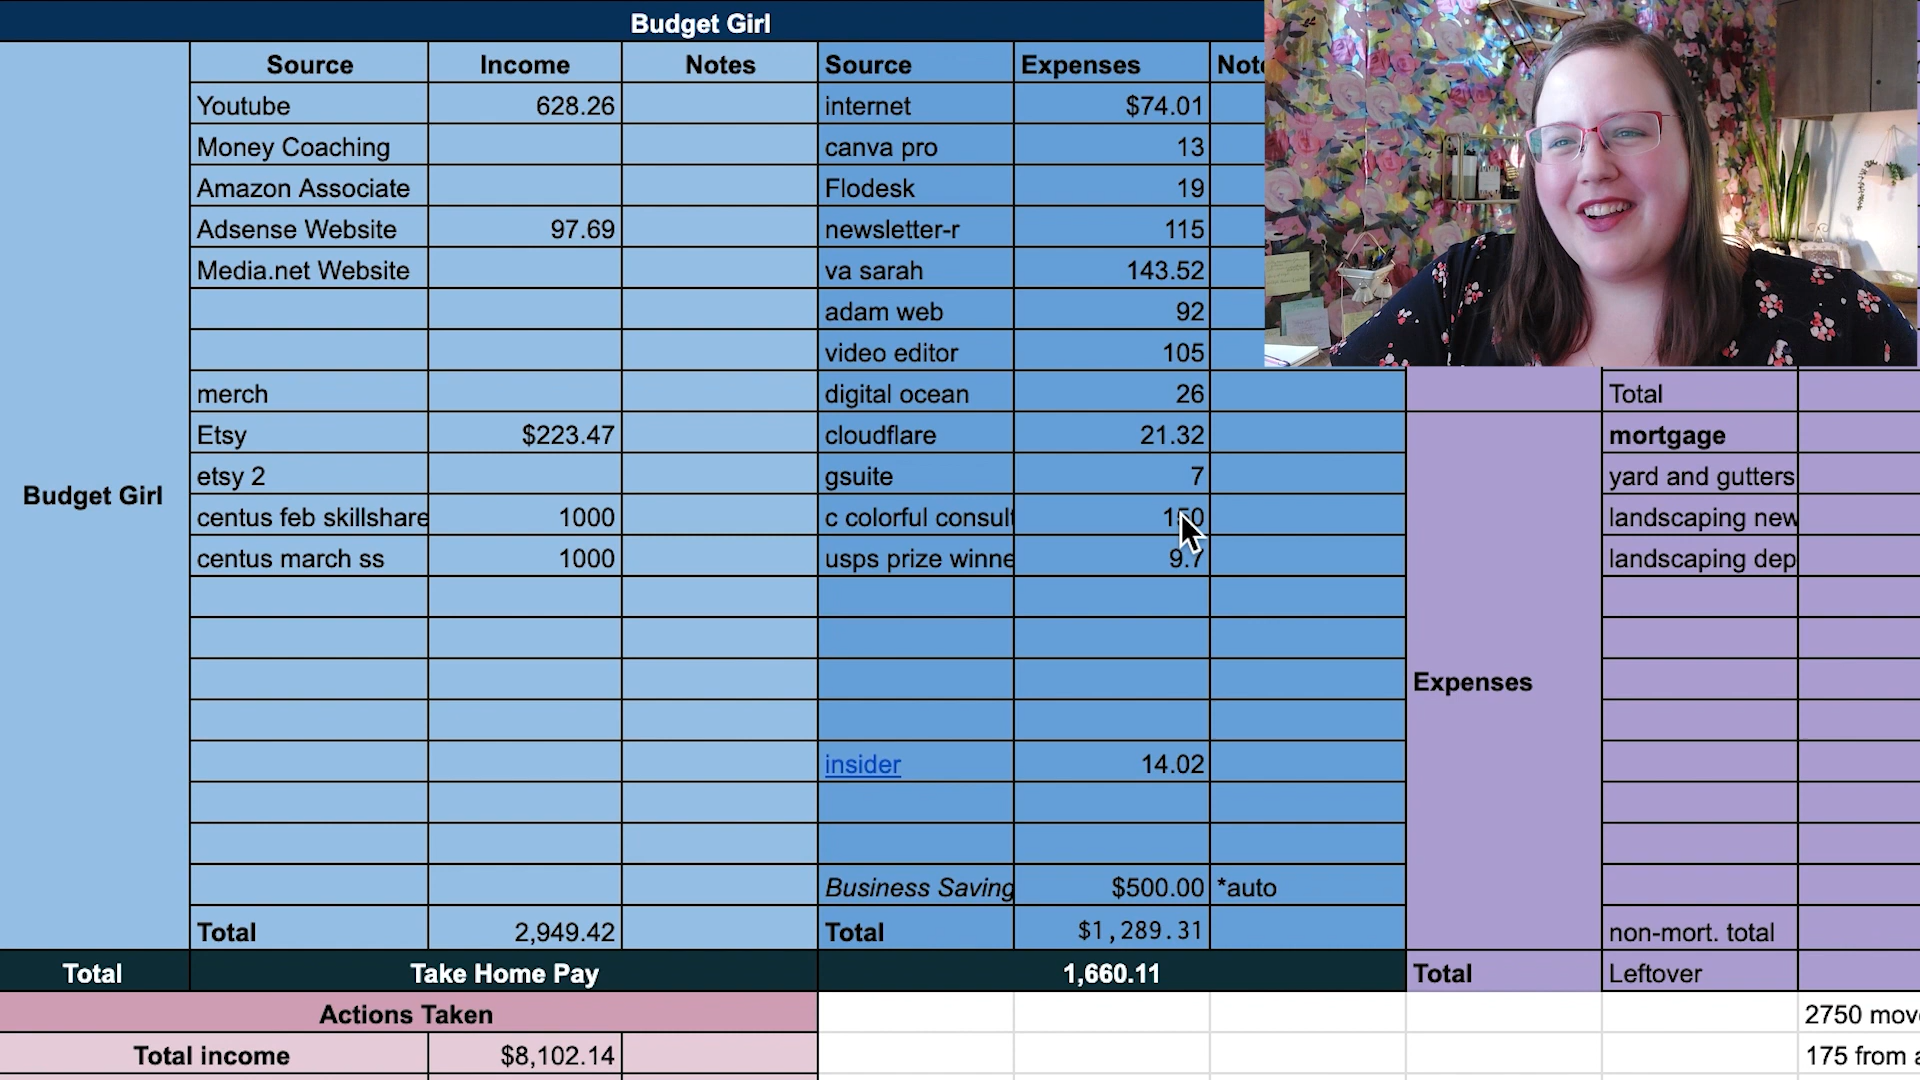 Budget Girl
Source Income Notes Source Expenses
Youtube 628.26 internet $74.01
Money Coaching canva pro 13
Amazon Associate Flodesk 19
Adsense Website 97.69 newsletter-r 115
Media.net Website va sarah 143.52
adam web 92
video editor 105
merch digital ocean 26 Total
Etsy $223.47 cloudflare 21.32 mortgage
etsy 2 gsuite 7 yard and gutters
Budget Girl
centus feb skillshare 1000 c colorful consult 150 landscaping new
centus march ss 1000 usps prize winne 9.7 landscaping dep
Expenses
insider 14.02
Business Saving $500.00 *auto
Total 2,949.42 Total $1,289.31 non-mort. total
Total Take Home Pay 1,660.11 Total Leftover
Actions Taken 2750
Total income $8,102.14 175 from